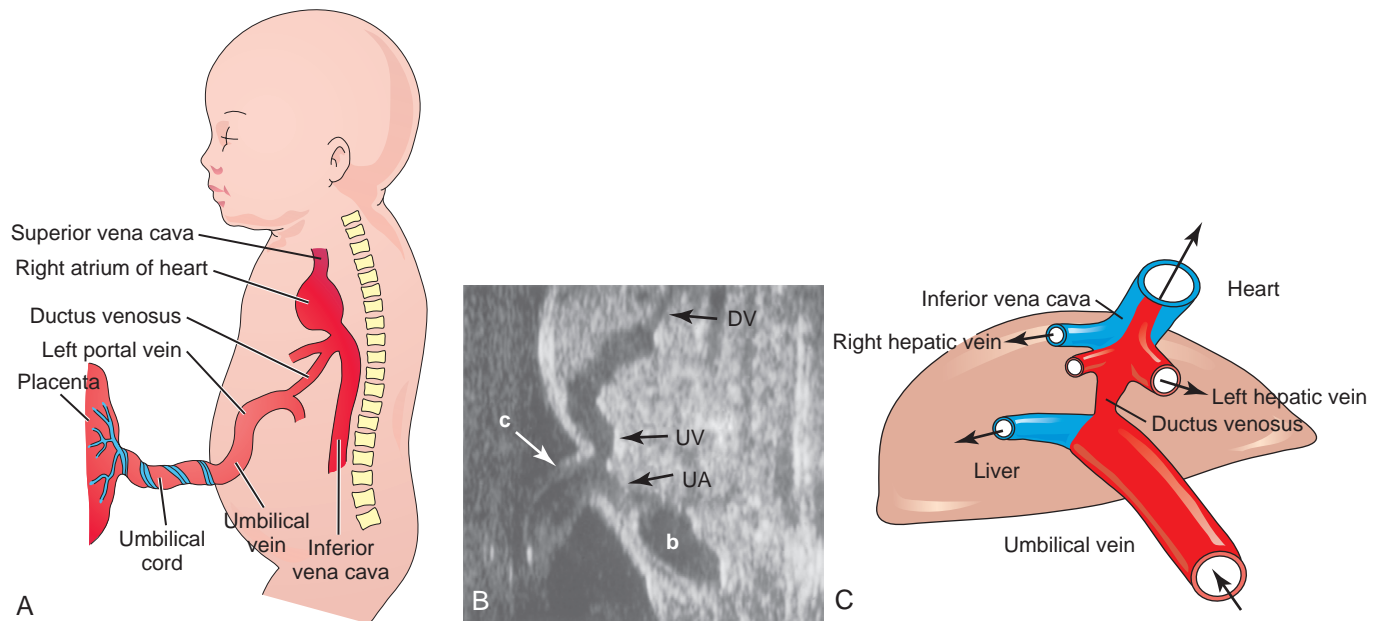 Superior vena cava
Right atrium of heart
Ductus venosus
Left portal vein
Placenta
Umbilical
cord
Umbilical
vein
Inferior
vena cava
A
DV
c
UV
UA
b
B
Inferior vena cava
Heart
Right hepatic vein
Left hepatic vein
Ductus venosus
Liver
Umbilical vein
C